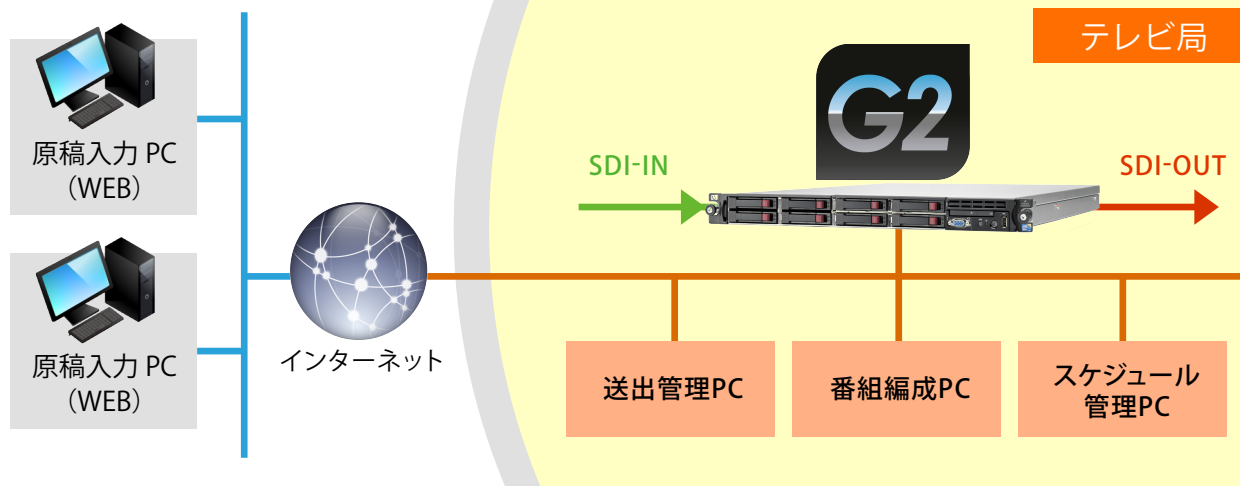 テレビ局
G2
SDI-IN
SDI-OUT
原稿入力 PC
（WEB）
原稿入力 PC
（WEB）
インターネット
送出管理PC
番組編成PC
スケジュール
管理PC